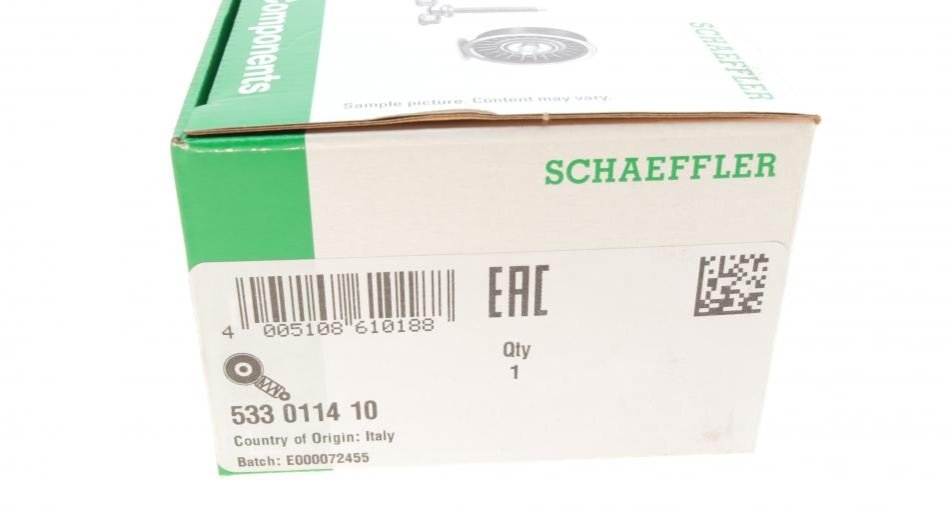 Components
SCHAEFFLER
Sample picture. Content may vary.
SCHAEFFLER
EAC
4 005108 610188
Qty
1
533 0114 10
Country of Origin: Italy
Batch: E000072455